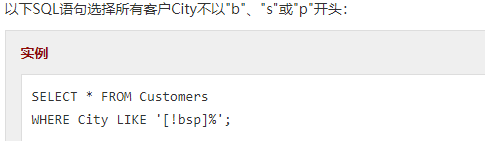 以下SQL语句选择所有客户City不以"b"、"s"或"p"开头：
实例
SELECT * FROM Customers
WHERE City LIKE '[!bsp]%';